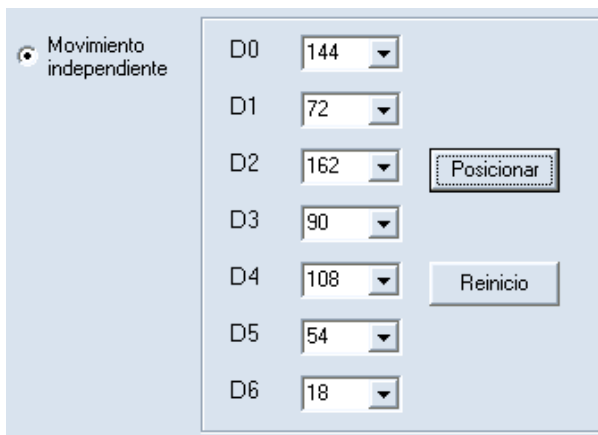 Movimiento
independiente
D0 144
D1 72
D2 162
Posicionar
D3 90
D4 108
Reinicio
D5 54
D6 18